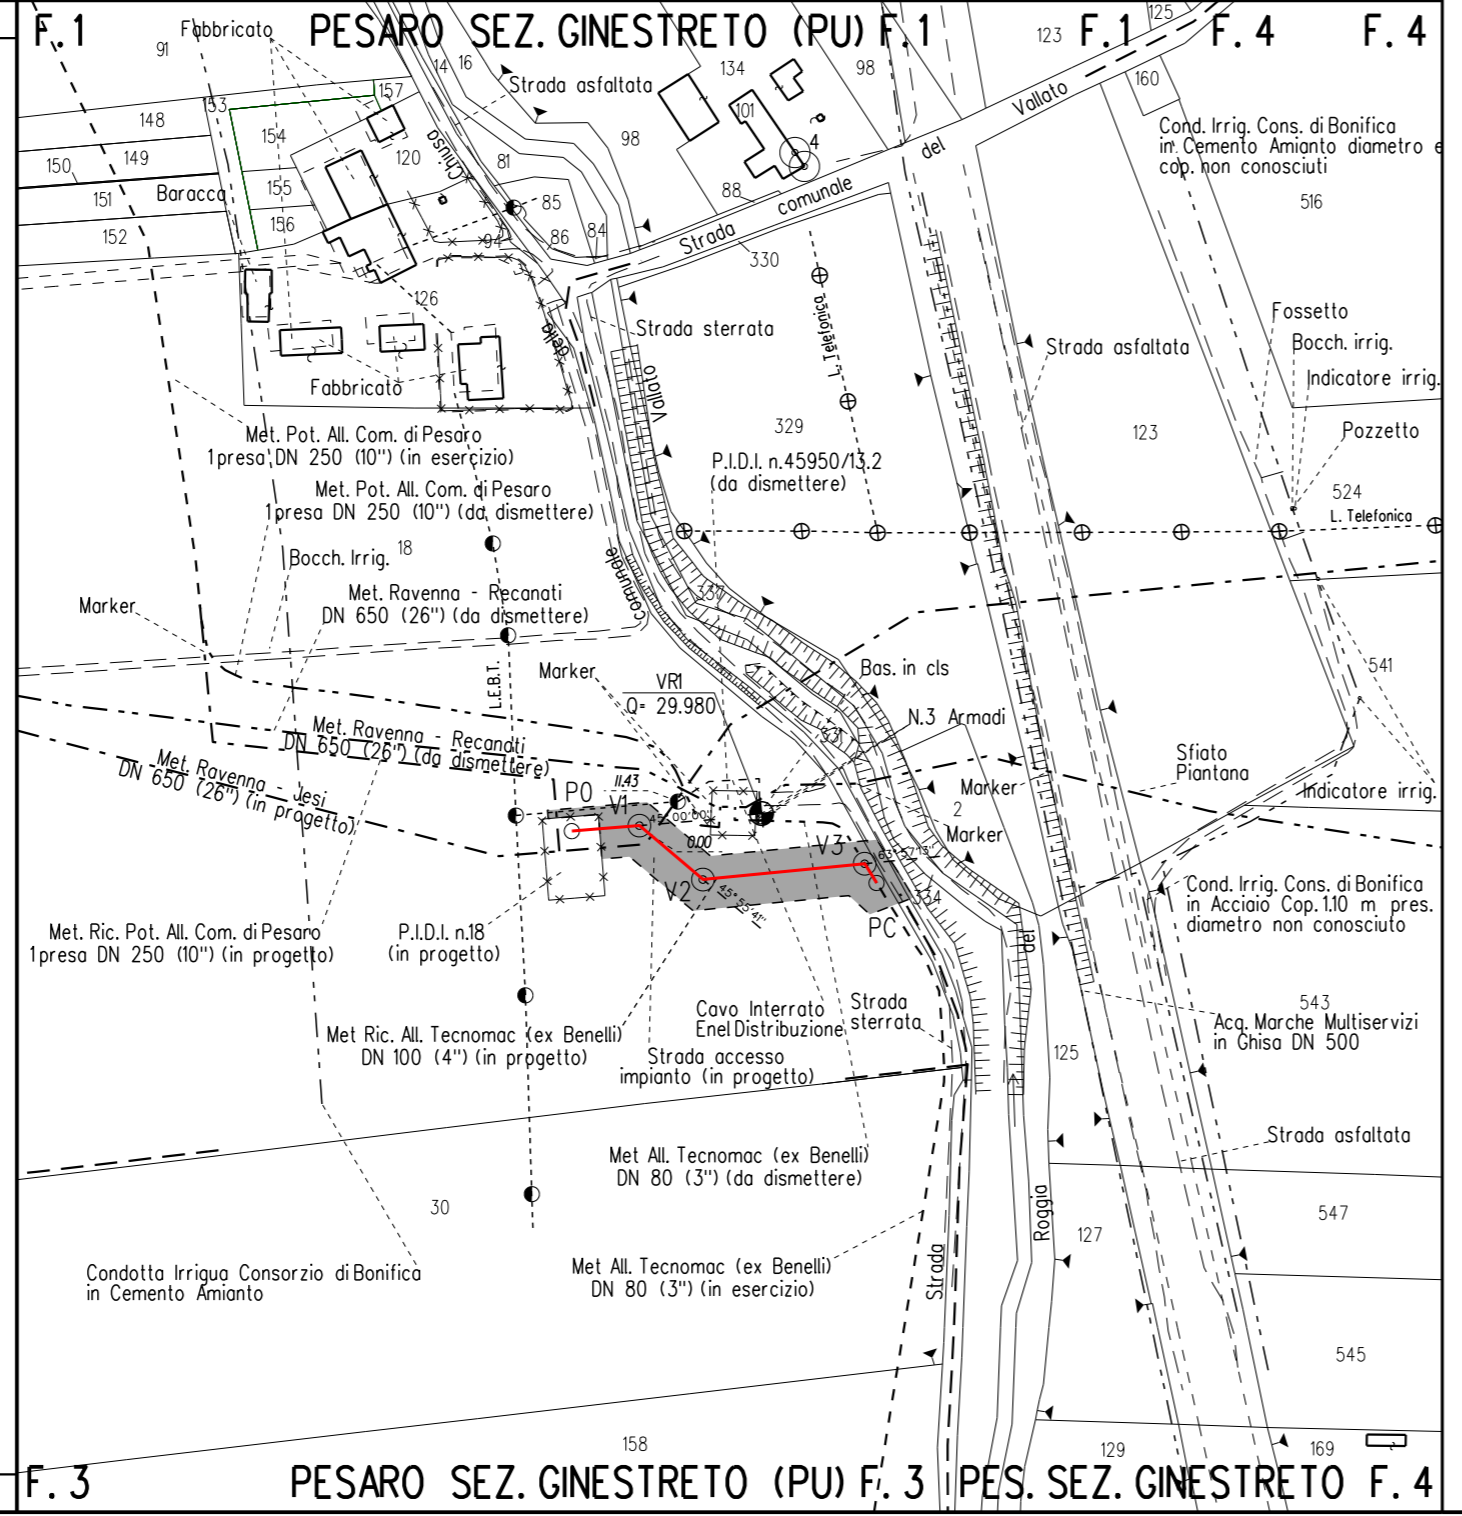 F.1
PESARO SEZ. GINESTRETO (PU) F.1
F.1
F. 4
F. 4
Fabbricato
91
14
16
Strada asfaltata
134
98
123
125
160
101
4
Vallato
del
comunale
Strada
88
330
98
81
85
84
86
94
Chiusa
153
157
148
154
120
150
149
155
151
Baracca
156
152
126
Cond. Irrig. Cons. di Bonifica
in Cemento Amianto diametro e
cop. non conosciuti
516
dello
Strada sterrata
Vallato
L. Telefonica
Strada asfaltata
Fossetto
Bocch. irrig.
Indicatore irrig.
Pozzetto
Fabbricato
Met. Pot. All. Com. di Pesaro
1 presa DN 250 (10") (in esercizio)
329
123
P.I.D.I. n.45950/13.2
(da dismettere)
524
L. Telefonica
Met. Pot. All. Com. di Pesaro
1 presa DN 250 (10") (da dismettere)
Bocch. Irrig.
18
Comunale
Met. Ravenna - Recanati
DN 650 (26") (da dismettere)
337
Marker
Marker
L.E.B.T.
VR1
Q= 29.980
Bas. in cls
541
N.3 Armadi
331
Met. Ravenna - Recanati
DN 650 (26") (da dismettere)
Met. Ravenna - Jesi
DN 650 (26") (in progetto)
11.43
P0
V1
45°00'00"
0.00
V2
45°55'41"
V3
63°57'13"
PC
Marker
2
Marker
Sfiato
Piantana
Indicatore irrig.
334
del
Cond. Irrig. Cons. di Bonifica
in Acciaio Cop. 1.10 m pres.
diametro non conosciuto
Met. Ric. Pot. All. Com. di Pesaro
1 presa DN 250 (10") (in progetto)
P.I.D.I. n.18
(in progetto)
Met Ric. All. Tecnomac (ex Benelli)
DN 100 (4") (in progetto)
Cavo Interrato
Enel Distribuzione
Strada
sterrata
Strada accesso
impianto (in progetto)
543
Acq. Marche Multiservizi
in Ghisa DN 500
125
Strada asfaltata
Met All. Tecnomac (ex Benelli)
DN 80 (3") (da dismettere)
30
Roggia
127
547
Strada
Condotta Irrigua Consorzio di Bonifica
in Cemento Amianto
Met All. Tecnomac (ex Benelli)
DN 80 (3") (in esercizio)
545
158
129
169
F. 3
PESARO SEZ. GINESTRETO (PU) F. 3
PES. SEZ. GINESTRETO F. 4